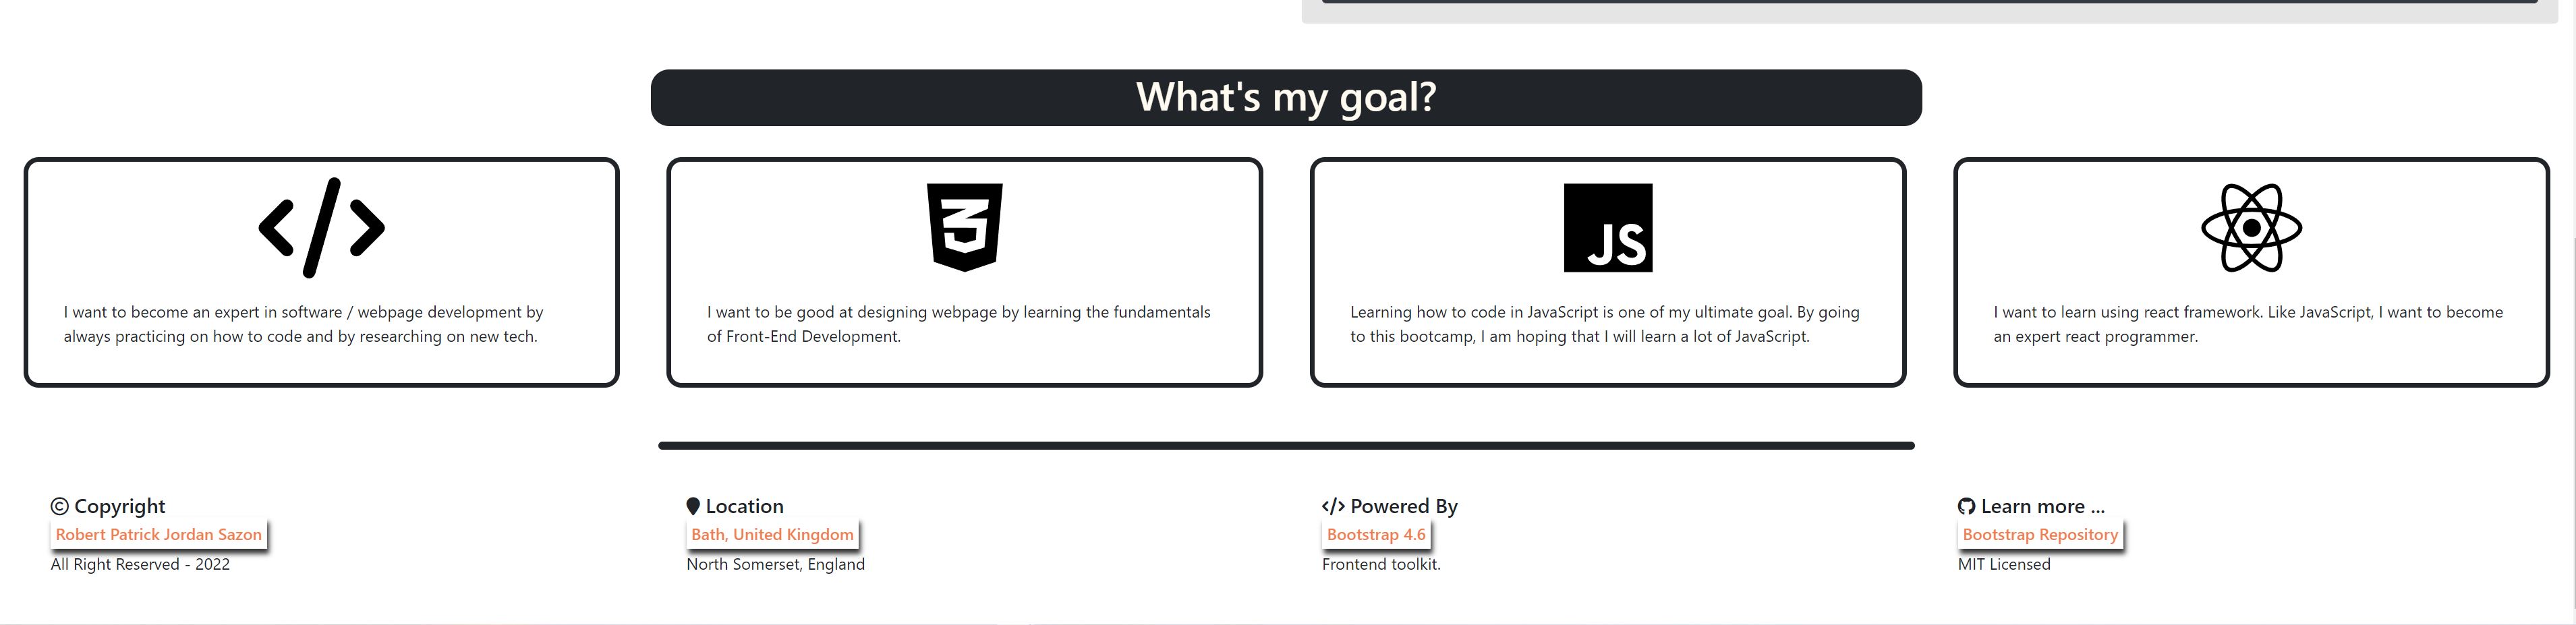 What's my goal?
I want to become an expert in software / webpage development by
always practicing on how to code and by researching on new tech.
I want to be good at designing webpage by learning the fundamentals
of Front-End Development.
JS
Learning how to code in JavaScript is one of my ultimate goal. By going
to this bootcamp, I am hoping that I will learn a lot of JavaScript.
I want to learn using react framework. Like JavaScript, I want to become
an expert react programmer.
© Copyright
Robert Patrick Jordan Sazon
All Right Reserved - 2022
Location
Bath, United Kingdom
North Somerset, England
</> Powered By
Bootstrap 4.6
Frontend toolkit.
Learn more ...
Bootstrap Repository
MIT Licensed